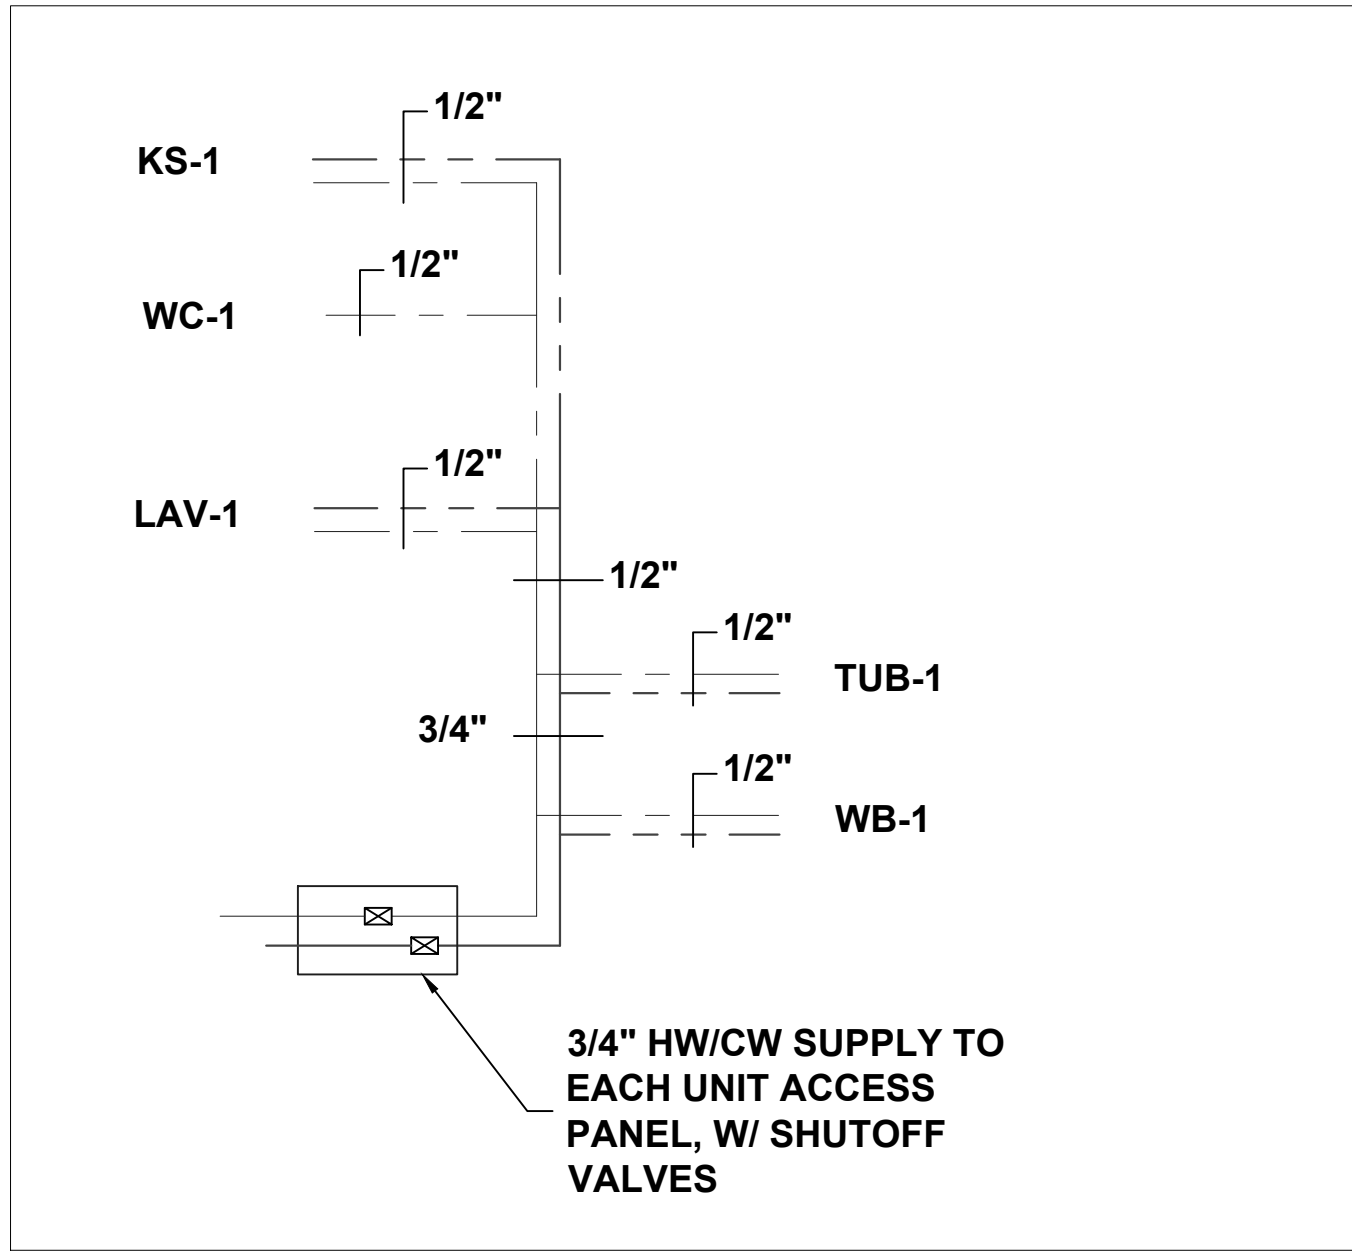 1/2"
KS-1
1/2"
WC-1
1/2"
LAV-1
1/2"
1/2"
TUB-1
3/4"
1/2"
WB-1
3/4" HW/CW SUPPLY TO
EACH UNIT ACCESS
PANEL, W/ SHUTOFF
VALVES